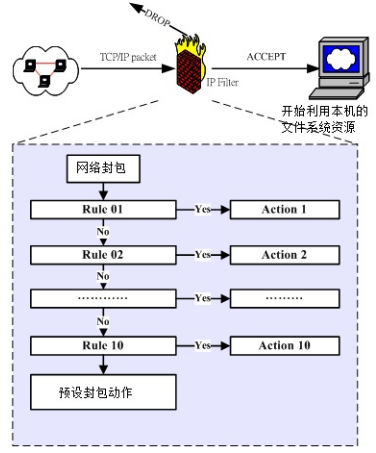 DROP
TCP/IP packet
ACCEPT
IP Filter
开始利用本机的
文件系统资源
网络封包
Rule 01
Yes
Action 1
No
Rule 02
Yes
Action 2
No
…………
Yes
………
No
Rule 10
Yes
Action 10
预设封包动作